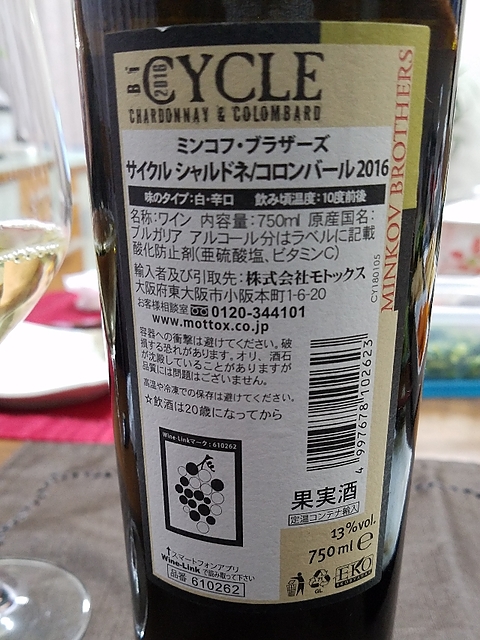 Bi CYCLE
2016
CHARDONNAY & COLOMBARD
MINKOV BROTHERS
ミンコフ・ブラザーズ
サイクル シャルドネ/コロンバール 2016
味のタイプ:白・辛口 飲み頃温度:10度前後
名称:ワイン 内容量:750ml 原産国名:
ブルガリア アルコール分はラベルに記載
酸化防止剤(亜硫酸塩、ビタミンC)
輸入者及び引取先:株式会社モトックス
大阪府東大阪市小阪本町1-6-20
お客様相談室 0120-344101
www.mottox.co.jp
CY180105
容器への衝撃は避けてください。破
損する恐れがあります。オリ、酒石
が沈殿していることがありますが
品質には問題はございません。
高温や冷凍での保存は避けてください。
☆飲酒は20歳になってから
4 997678 102623
Wine-Linkマーク:610262
果実酒
定温コンテナ輸入
13%vol.
750 ml e
↑スマートフォンアプリ
Wine-Link で読み取って下さい
品番 610262
GL
EKO